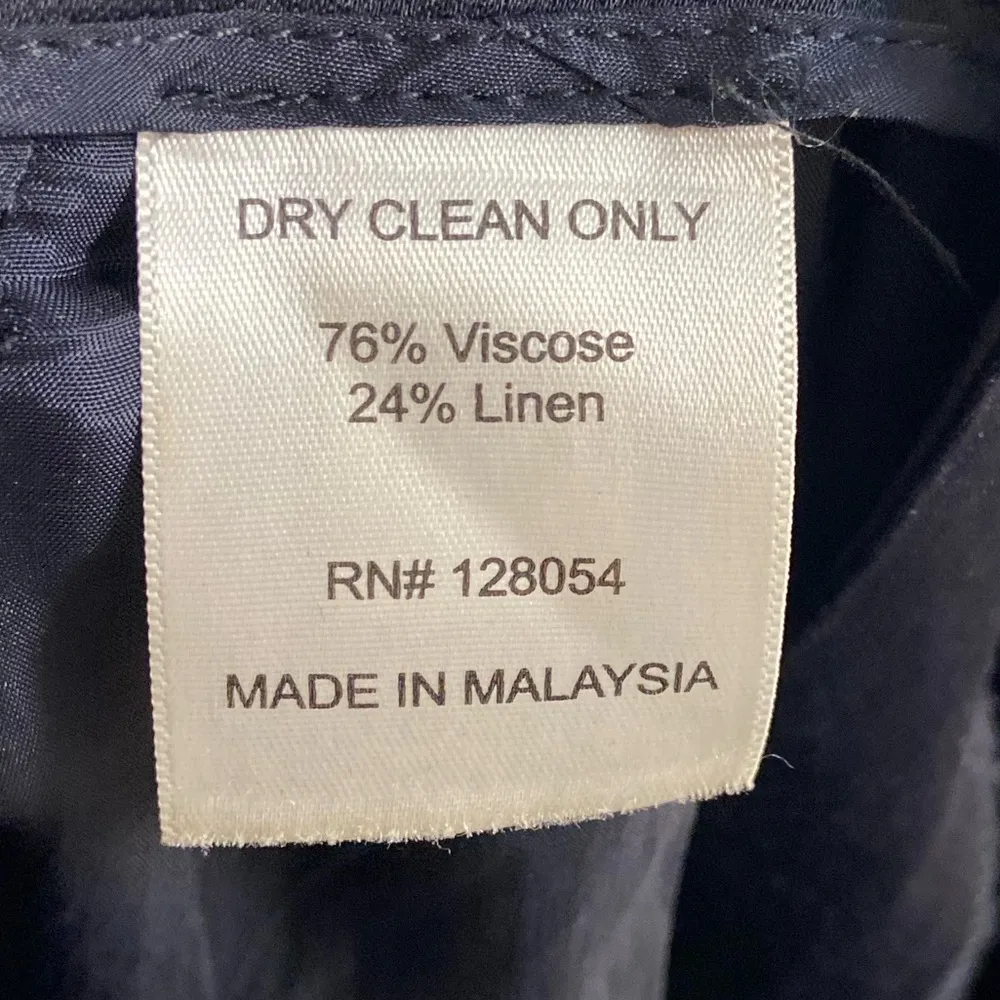 DRY CLEAN ONLY
76% Viscose
24% Linen
RN# 128054
MADE IN MALAYSIA